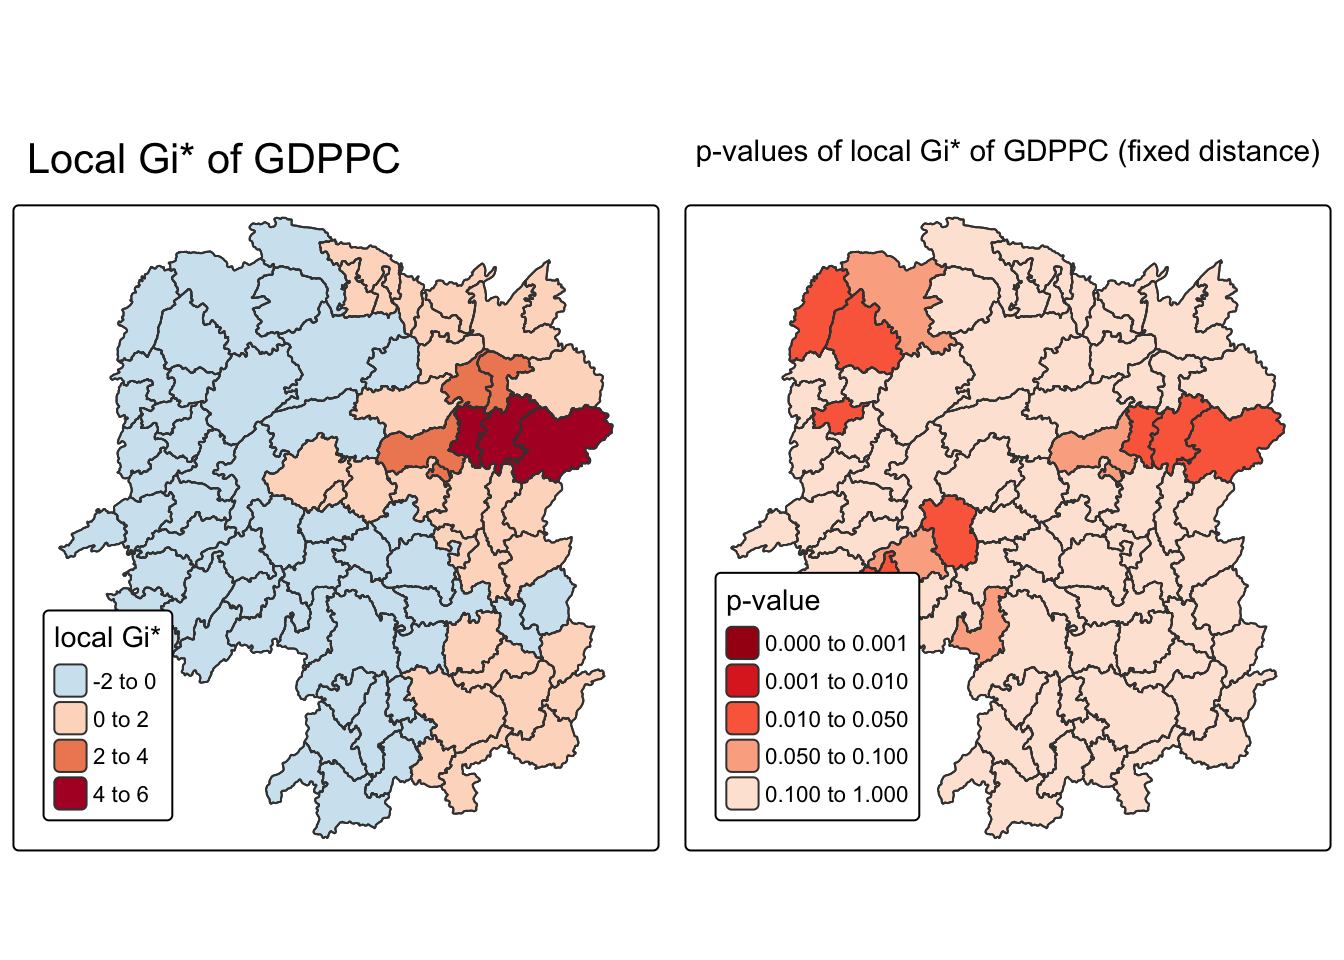 Local Gi* of GDPPC
local Gi*
-2 to 0
0 to 2
2 to 4
4 to 6
p-values of local Gi* of GDPPC (fixed distance)
p-value
0.000 to 0.001
0.001 to 0.010
0.010 to 0.050
0.050 to 0.100
0.100 to 1.000